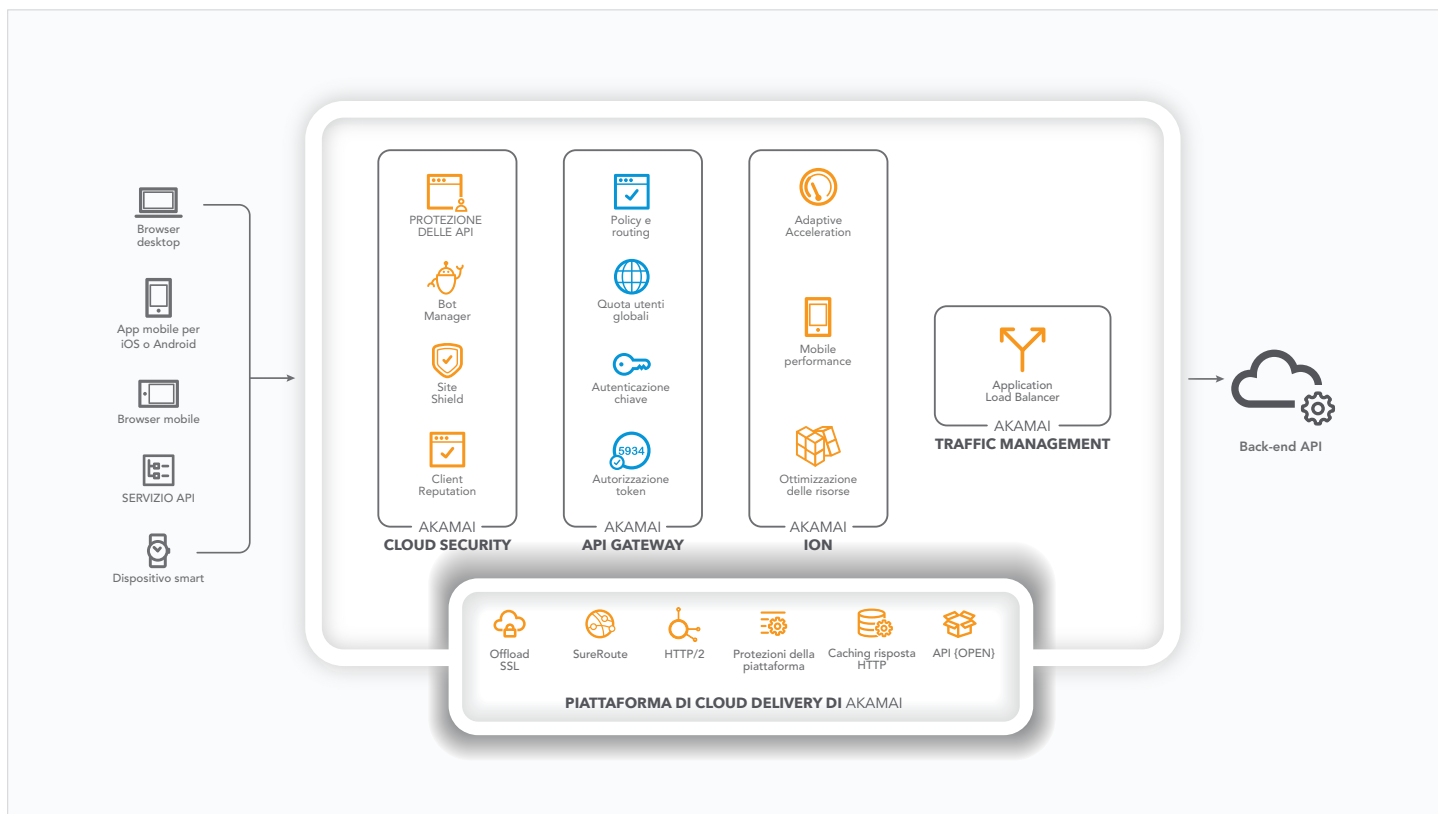 Browser
desktop
App mobile per
iOS o Android
Browser mobile
SERVIZIO API
Dispositivo smart
PROTEZIONE
DELLE API
Bot
Manager
Site
Shield
Client
Reputation
AKAMAI
CLOUD SECURITY
Policy e
routing
Quota utenti
globali
Autenticazione
chiave
5934
Autorizzazione
token
AKAMAI
API GATEWAY
Adaptive
Acceleration
Mobile
performance
Ottimizzazione
delle risorse
AKAMAI
ION
Application
Load Balancer
AKAMAI
TRAFFIC MANAGEMENT
Back-end API
Offload
SSL
SureRoute
HTTP/2
Protezioni della
piattaforma
Caching risposta
HTTP
API {OPEN}
PIATTAFORMA DI CLOUD DELIVERY DI AKAMAI